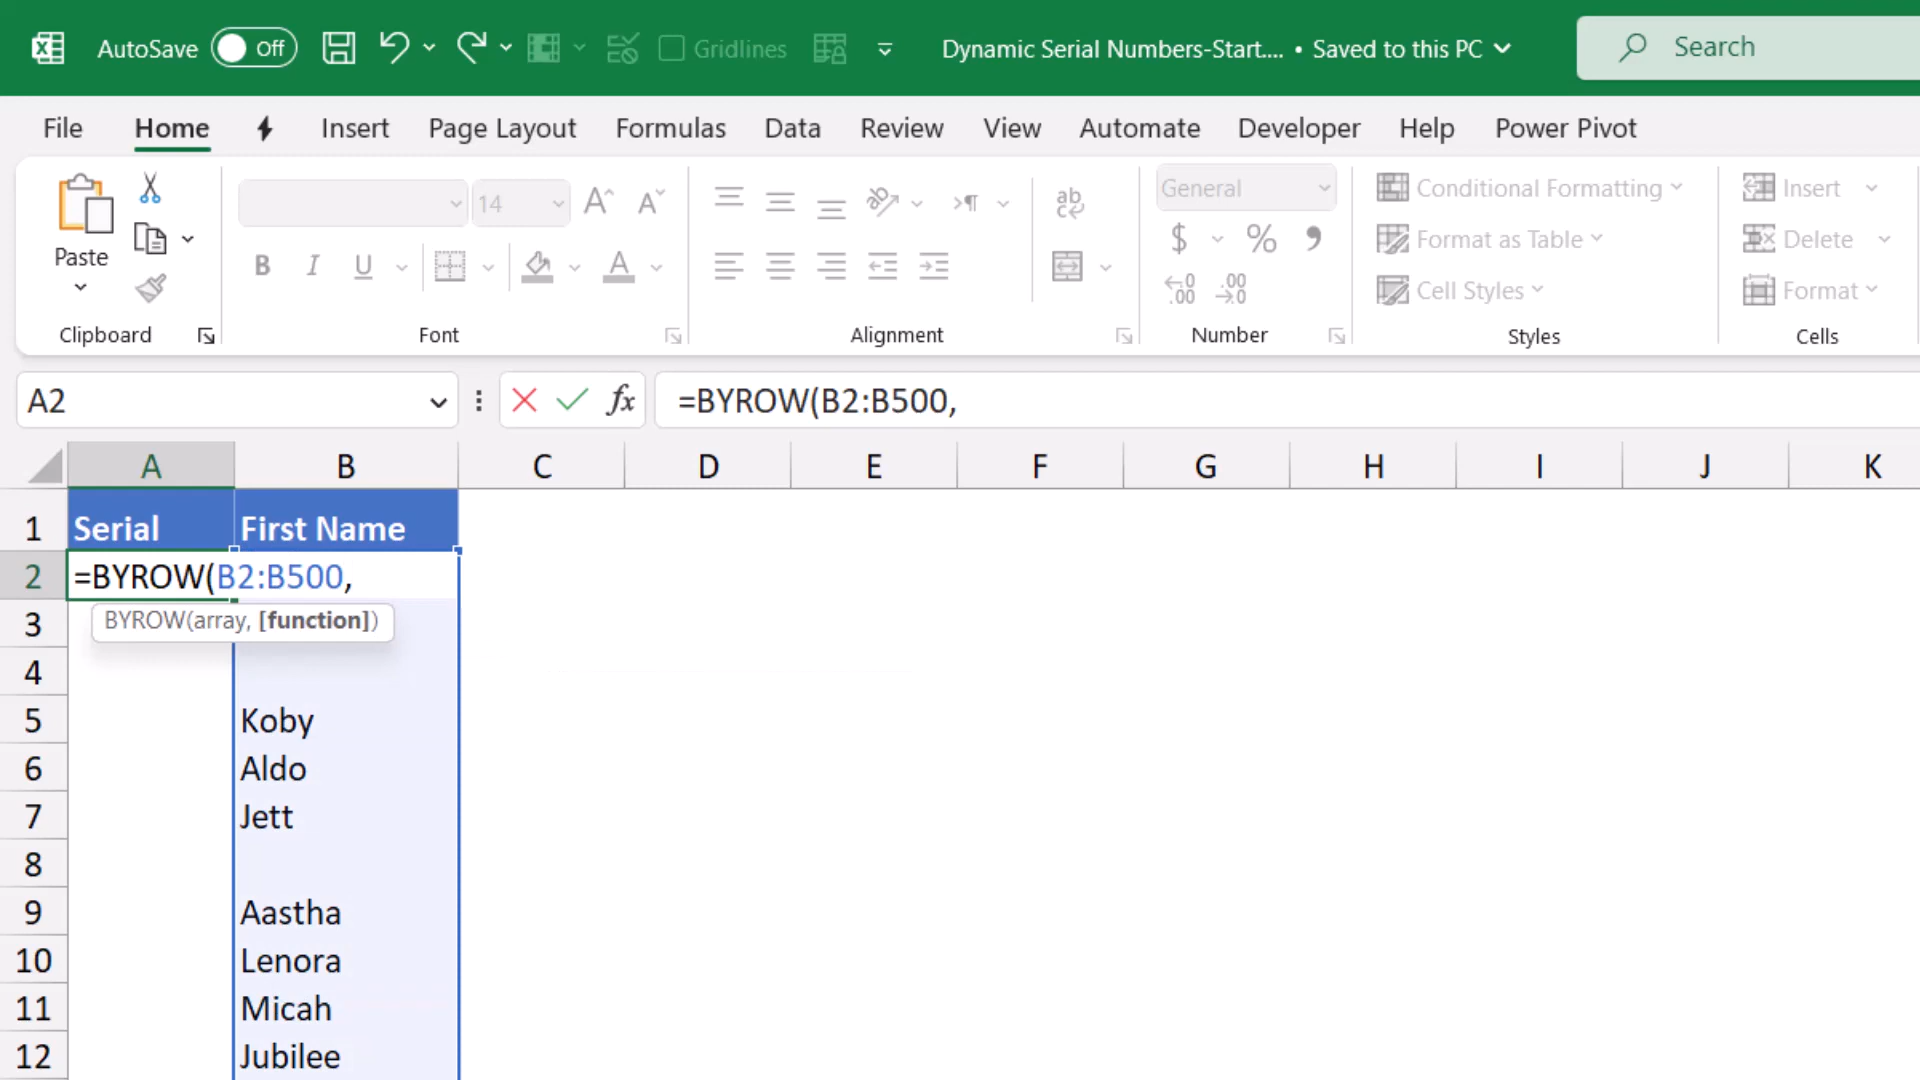 AutoSave Off Gridlines Dynamic Serial Numbers-Start.... • Saved to this PC Search
File Home Insert Page Layout Formulas Data Review View Automate Developer Help Power Pivot
Paste
14
General
Conditional Formatting
Format as Table
Cell Styles
Insert
Delete
Format
Clipboard Font Alignment Number Styles Cells
A2 fx =BYROW(B2:B500,
A B C D E F G H I J K
1 Serial First Name
2 =BYROW(B2:B500,
3 BYROW(array, [function])
4
5 Koby
6 Aldo
7 Jett
8
9 Aastha
10 Lenora
11 Micah
12 Jubilee